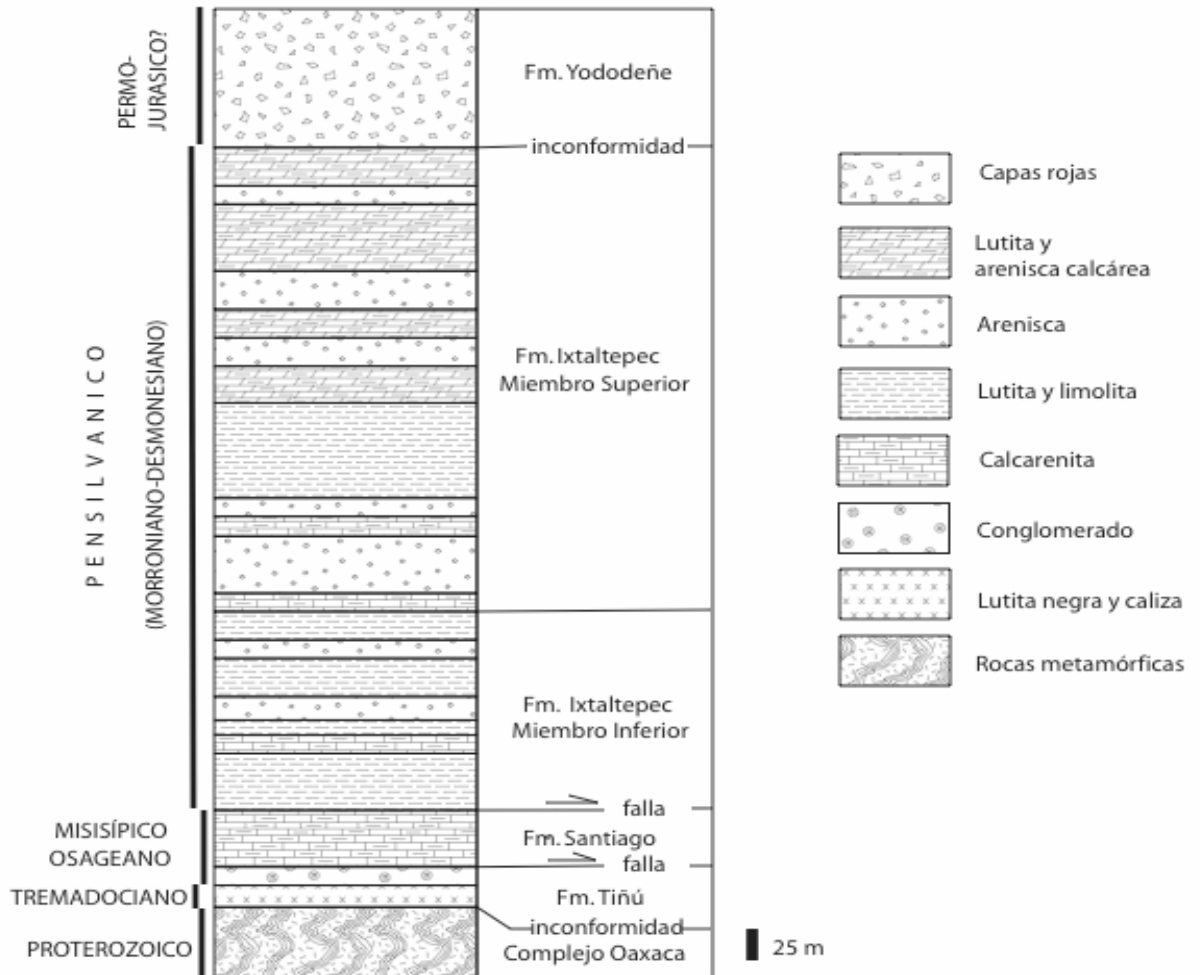 PERMO-
JURASICO?
PENSILVANICO
(MORRONIANO-DESMONESIANO)
MISISÍPICO
OSAGEANO
TREMADOCIANO
PROTEROZOICO
Fm. Yododeñe
inconformidad
Fm. Ixtaltepec
Miembro Superior
Fm. Ixtaltepec
Miembro Inferior
falla
Fm. Santiago
falla
Fm. Tiñú
inconformidad
Complejo Oaxaca
Capas rojas
Lutita y
arenisca calcárea
Arenisca
Lutita y limolita
Calcarenita
Conglomerado
Lutita negra y caliza
Rocas metamórficas
25 m